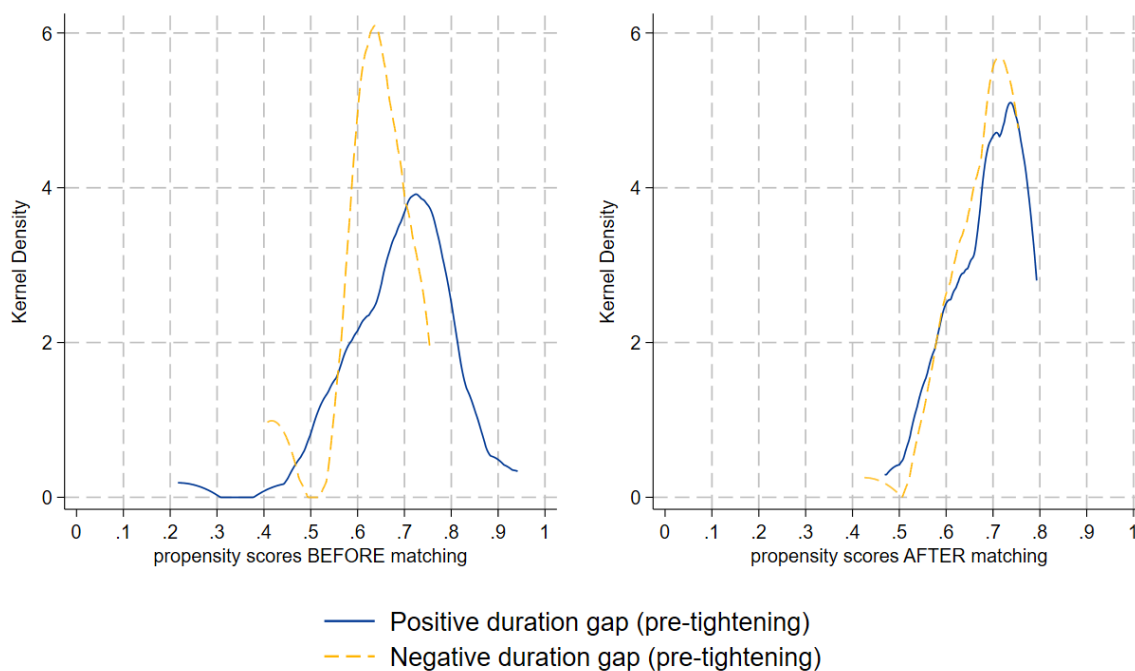 Kernel Density
6
4
2
0
0 .1 .2 .3 .4 .5 .6 .7 .8 .9 1
propensity scores BEFORE matching
Kernel Density
6
4
2
0
0 .1 .2 .3 .4 .5 .6 .7 .8 .9 1
propensity scores AFTER matching
Positive duration gap (pre-tightening)
Negative duration gap (pre-tightening)